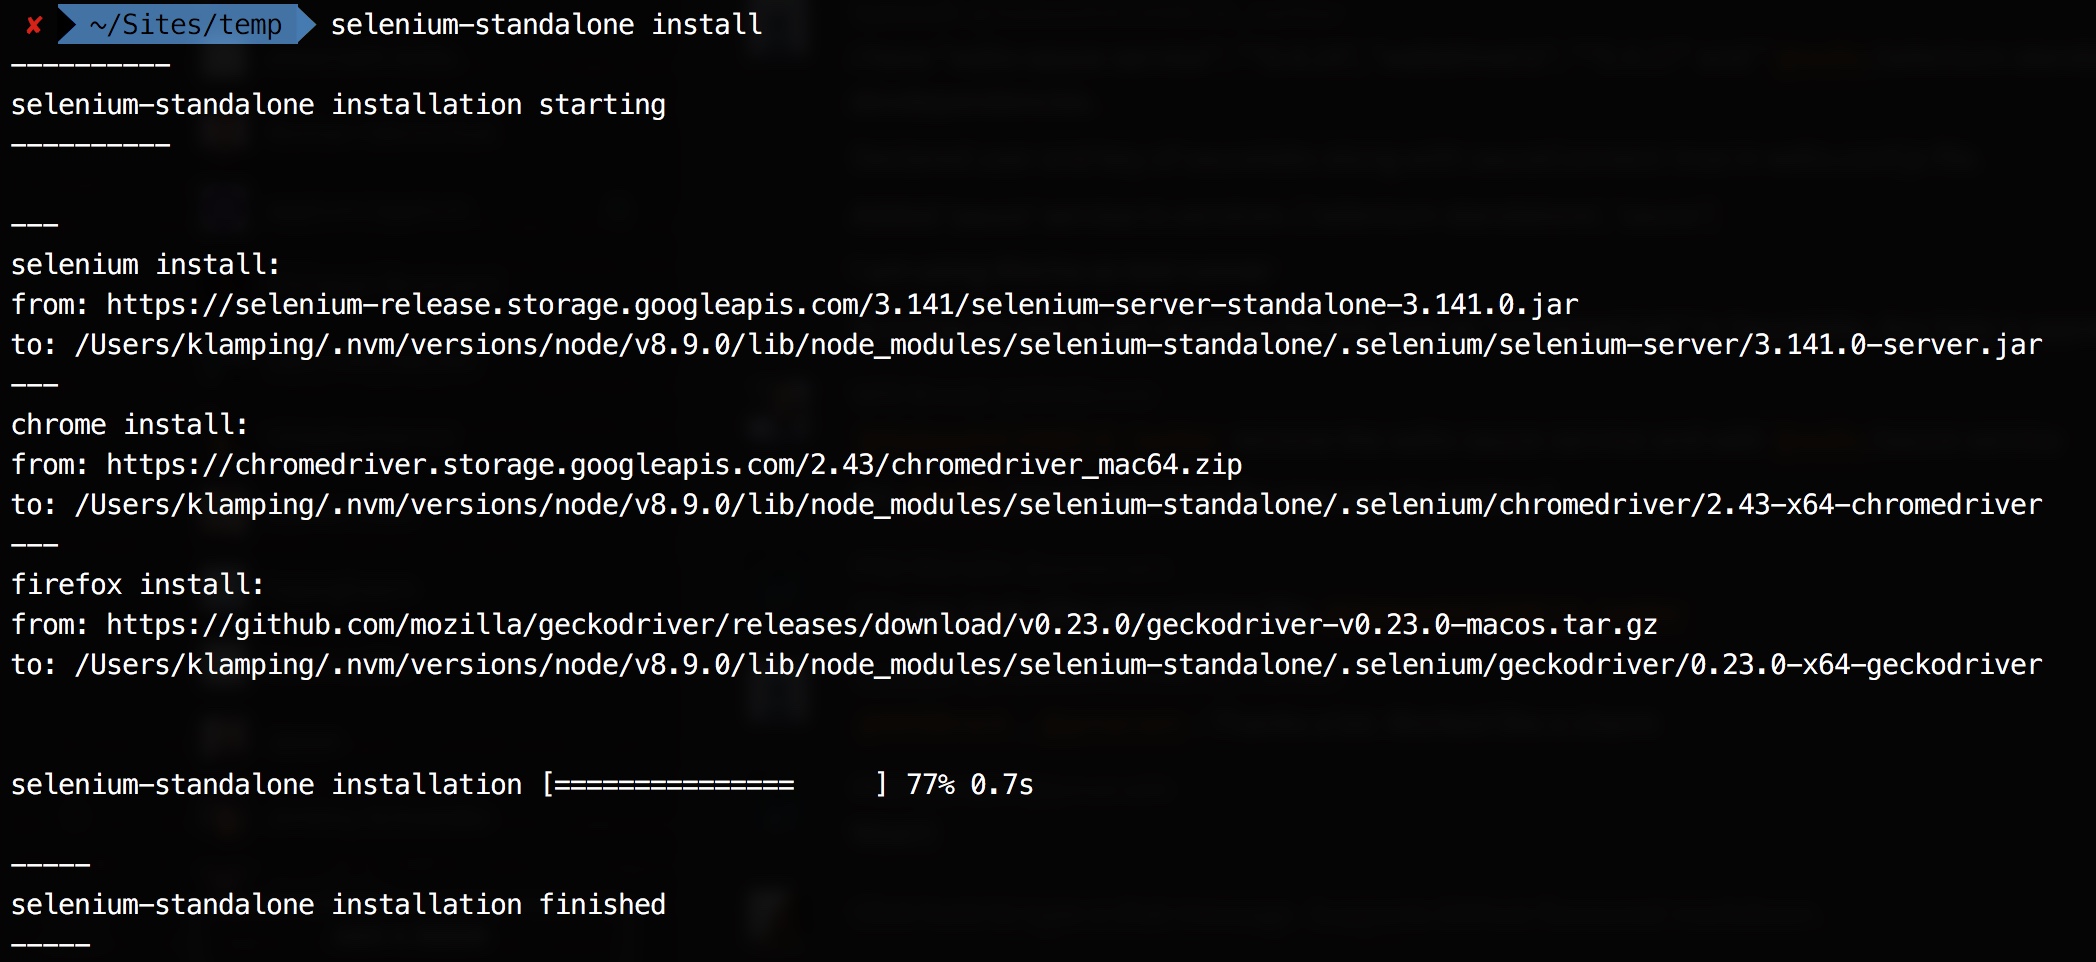 ✘ ~/Sites/temp selenium-standalone install
----------
selenium-standalone installation starting
----------
---
selenium install:
from: https://selenium-release.storage.googleapis.com/3.141/selenium-server-standalone-3.141.0.jar
to: /Users/klamping/.nvm/versions/node/v8.9.0/lib/node_modules/selenium-standalone/.selenium/selenium-server/3.141.0-server.jar
---
chrome install:
from: https://chromedriver.storage.googleapis.com/2.43/chromedriver_mac64.zip
to: /Users/klamping/.nvm/versions/node/v8.9.0/lib/node_modules/selenium-standalone/.selenium/chromedriver/2.43-x64-chromedriver
---
firefox install:
from: https://github.com/mozilla/geckodriver/releases/download/v0.23.0/geckodriver-v0.23.0-macos.tar.gz
to: /Users/klamping/.nvm/versions/node/v8.9.0/lib/node_modules/selenium-standalone/.selenium/geckodriver/0.23.0-x64-geckodriver
selenium-standalone installation [===============     ] 77% 0.7s
-----
selenium-standalone installation finished
-----